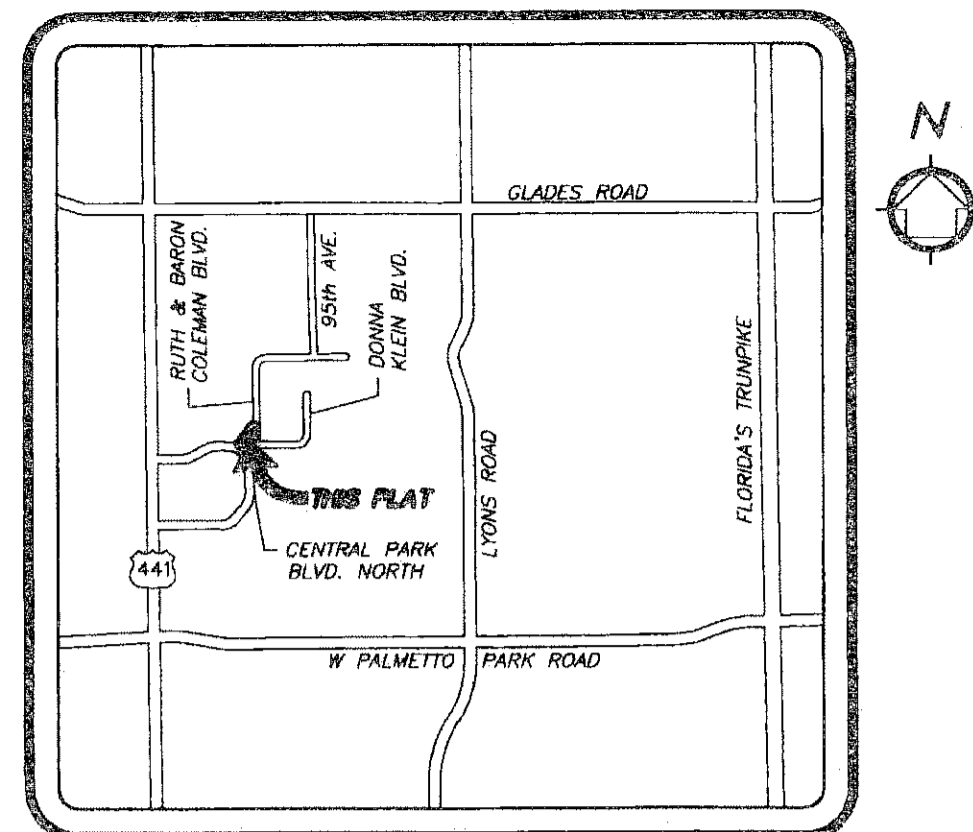 N
GLADES ROAD
RUTH & BARON
COLEMAN BLVD.
95th AVE.
DONNA
KLEIN BLVD.
LYONS ROAD
FLORIDA'S TRUNPIKE
THIS PLAT
CENTRAL PARK
BLVD. NORTH
441
W PALMETTO PARK ROAD